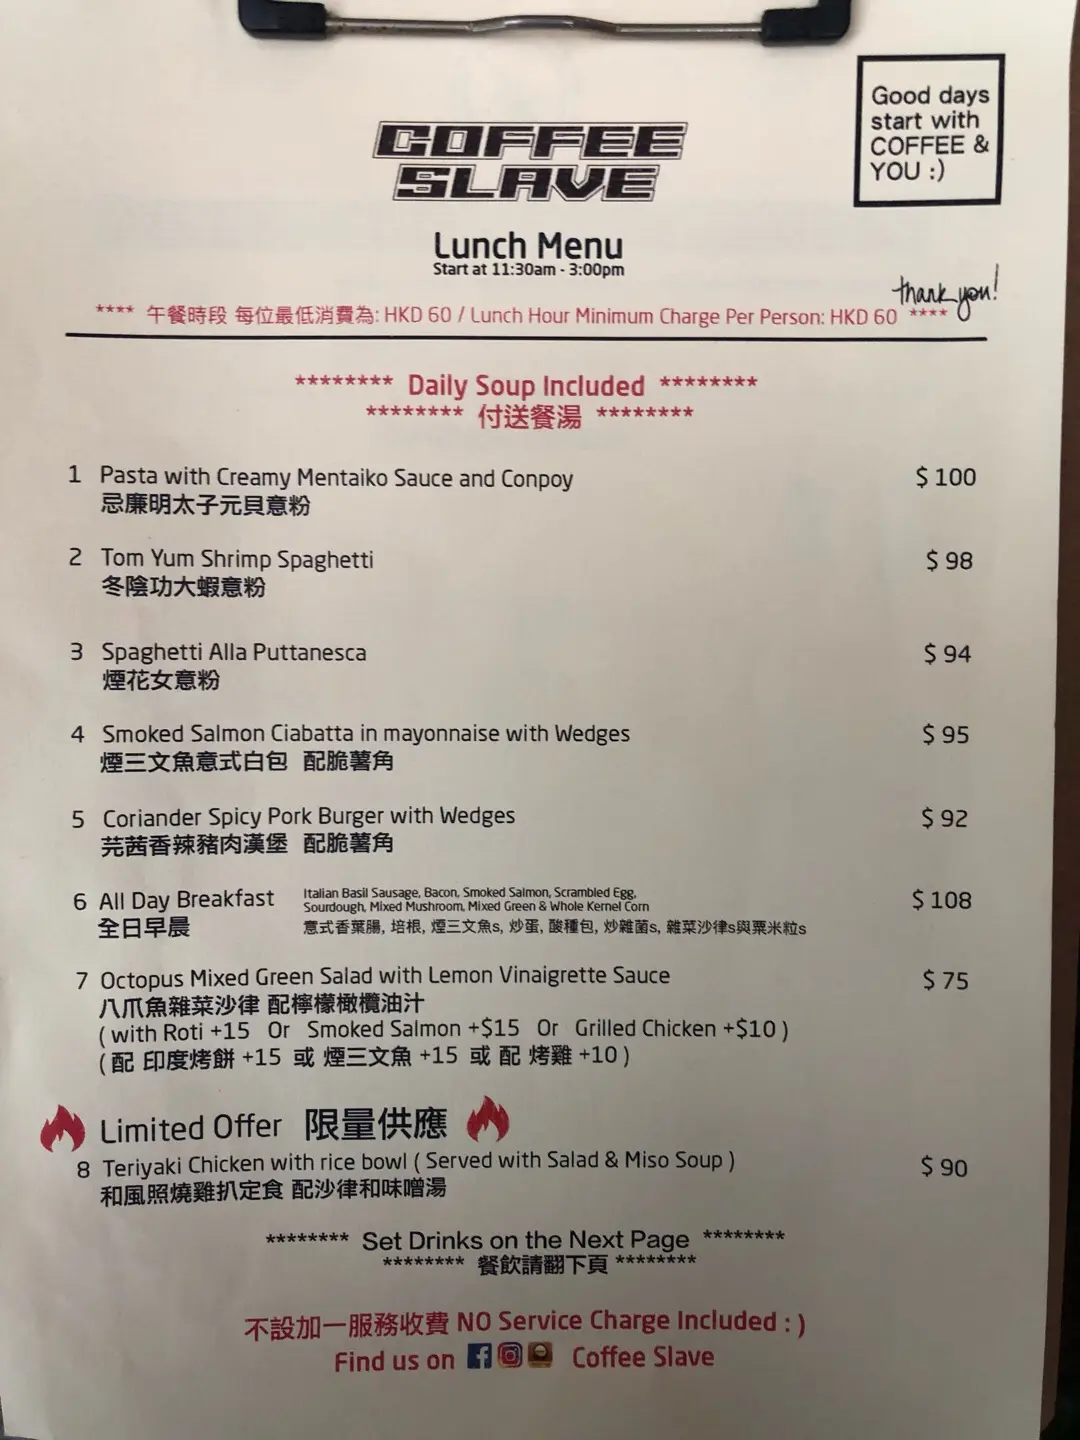 Good days
start with
COFFEE &
YOU :)
COFFEE
SLAVE
Lunch Menu
Start at 11:30am - 3:00pm
thank you!
**** 午餐時段 每位最低消費為: HKD 60 / Lunch Hour Minimum Charge Per Person: HKD 60 ****
******** Daily Soup Included ********
******** 付送餐湯 ********
1 Pasta with Creamy Mentaiko Sauce and Conpoy $ 100
忌廉明太子元貝意粉
2 Tom Yum Shrimp Spaghetti $ 98
冬陰功大蝦意粉
3 Spaghetti Alla Puttanesca $ 94
煙花女意粉
4 Smoked Salmon Ciabatta in mayonnaise with Wedges $ 95
煙三文魚意式白包 配脆薯角
5 Coriander Spicy Pork Burger with Wedges $ 92
芫茜香辣豬肉漢堡 配脆薯角
6 All Day Breakfast Italian Basil Sausage, Bacon, Smoked Salmon, Scrambled Egg, $ 108
Sourdough, Mixed Mushroom, Mixed Green & Whole Kernel Corn
全日早晨 意式香葉腸, 培根, 煙三文魚s, 炒蛋, 酸種包, 炒雜菌s, 雜菜沙律s與粟米粒s
7 Octopus Mixed Green Salad with Lemon Vinaigrette Sauce $ 75
八爪魚雜菜沙律 配檸檬橄欖油汁
( with Roti +15 Or Smoked Salmon +$15 Or Grilled Chicken +$10 )
( 配 印度烤餅 +15 或 煙三文魚 +15 或 配 烤雞 +10 )
Limited Offer 限量供應
8 Teriyaki Chicken with rice bowl ( Served with Salad & Miso Soup ) $ 90
和風照燒雞扒定食 配沙律和味噌湯
******** Set Drinks on the Next Page ********
******** 餐飲請翻下頁 ********
不設加一服務收費 NO Service Charge Included : )
Find us on Coffee Slave